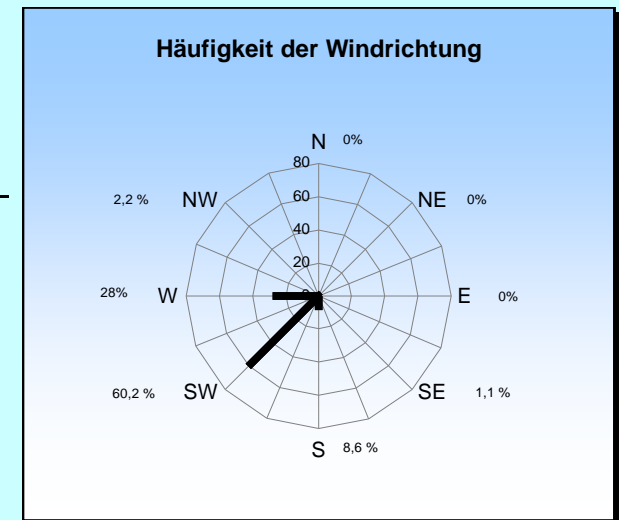 Häufigkeit der Windrichtung
N 0%
80
2,2 % NW
60
NE 0%
40
20
28% W
0
E 0%
60,2 % SW
SE 1,1 %
S 8,6 %